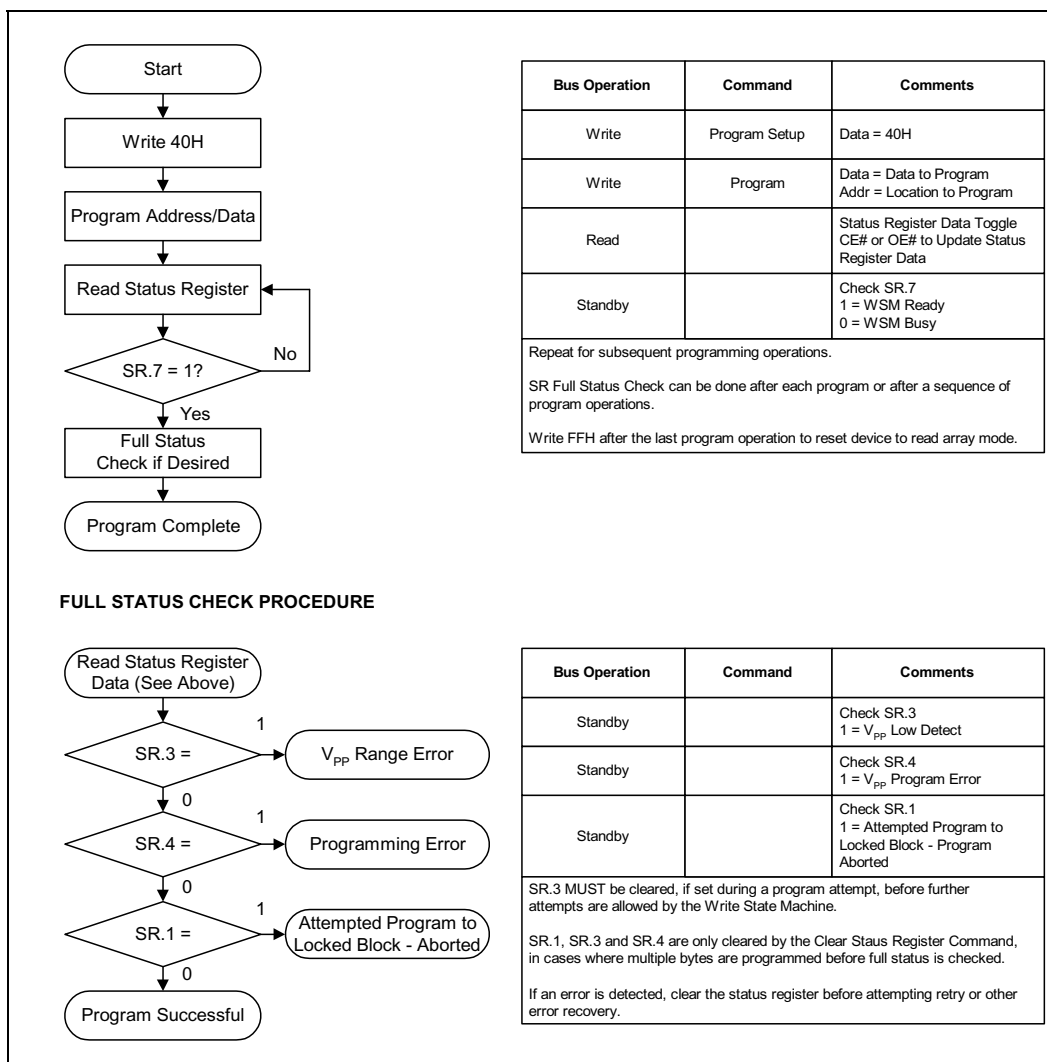 Start
Write 40H
Program Address/Data
Read Status Register
No
SR.7 = 1?
Yes
Full Status
Check if Desired
Program Complete
Bus Operation Command Comments
Write Program Setup Data = 40H
Write Program Data = Data to Program
Addr = Location to Program
Read Status Register Data Toggle
CE# or OE# to Update Status
Register Data
Standby Check SR.7
1 = WSM Ready
0 = WSM Busy
Repeat for subsequent programming operations.
SR Full Status Check can be done after each program or after a sequence of
program operations.
Write FFH after the last program operation to reset device to read array mode.
FULL STATUS CHECK PROCEDURE
Read Status Register
Data (See Above)
1
SR.3 =
VPP Range Error
0
1
SR.4 =
Programming Error
0
1
SR.1 =
Attempted Program to
Locked Block - Aborted
0
Program Successful
Bus Operation Command Comments
Standby Check SR.3
1 = VPP Low Detect
Standby Check SR.4
1 = VPP Program Error
Standby Check SR.1
1 = Attempted Program to
Locked Block - Program
Aborted
SR.3 MUST be cleared, if set during a program attempt, before further
attempts are allowed by the Write State Machine.
SR.1, SR.3 and SR.4 are only cleared by the Clear Staus Register Command,
in cases where multiple bytes are programmed before full status is checked.
If an error is detected, clear the status register before attempting retry or other
error recovery.